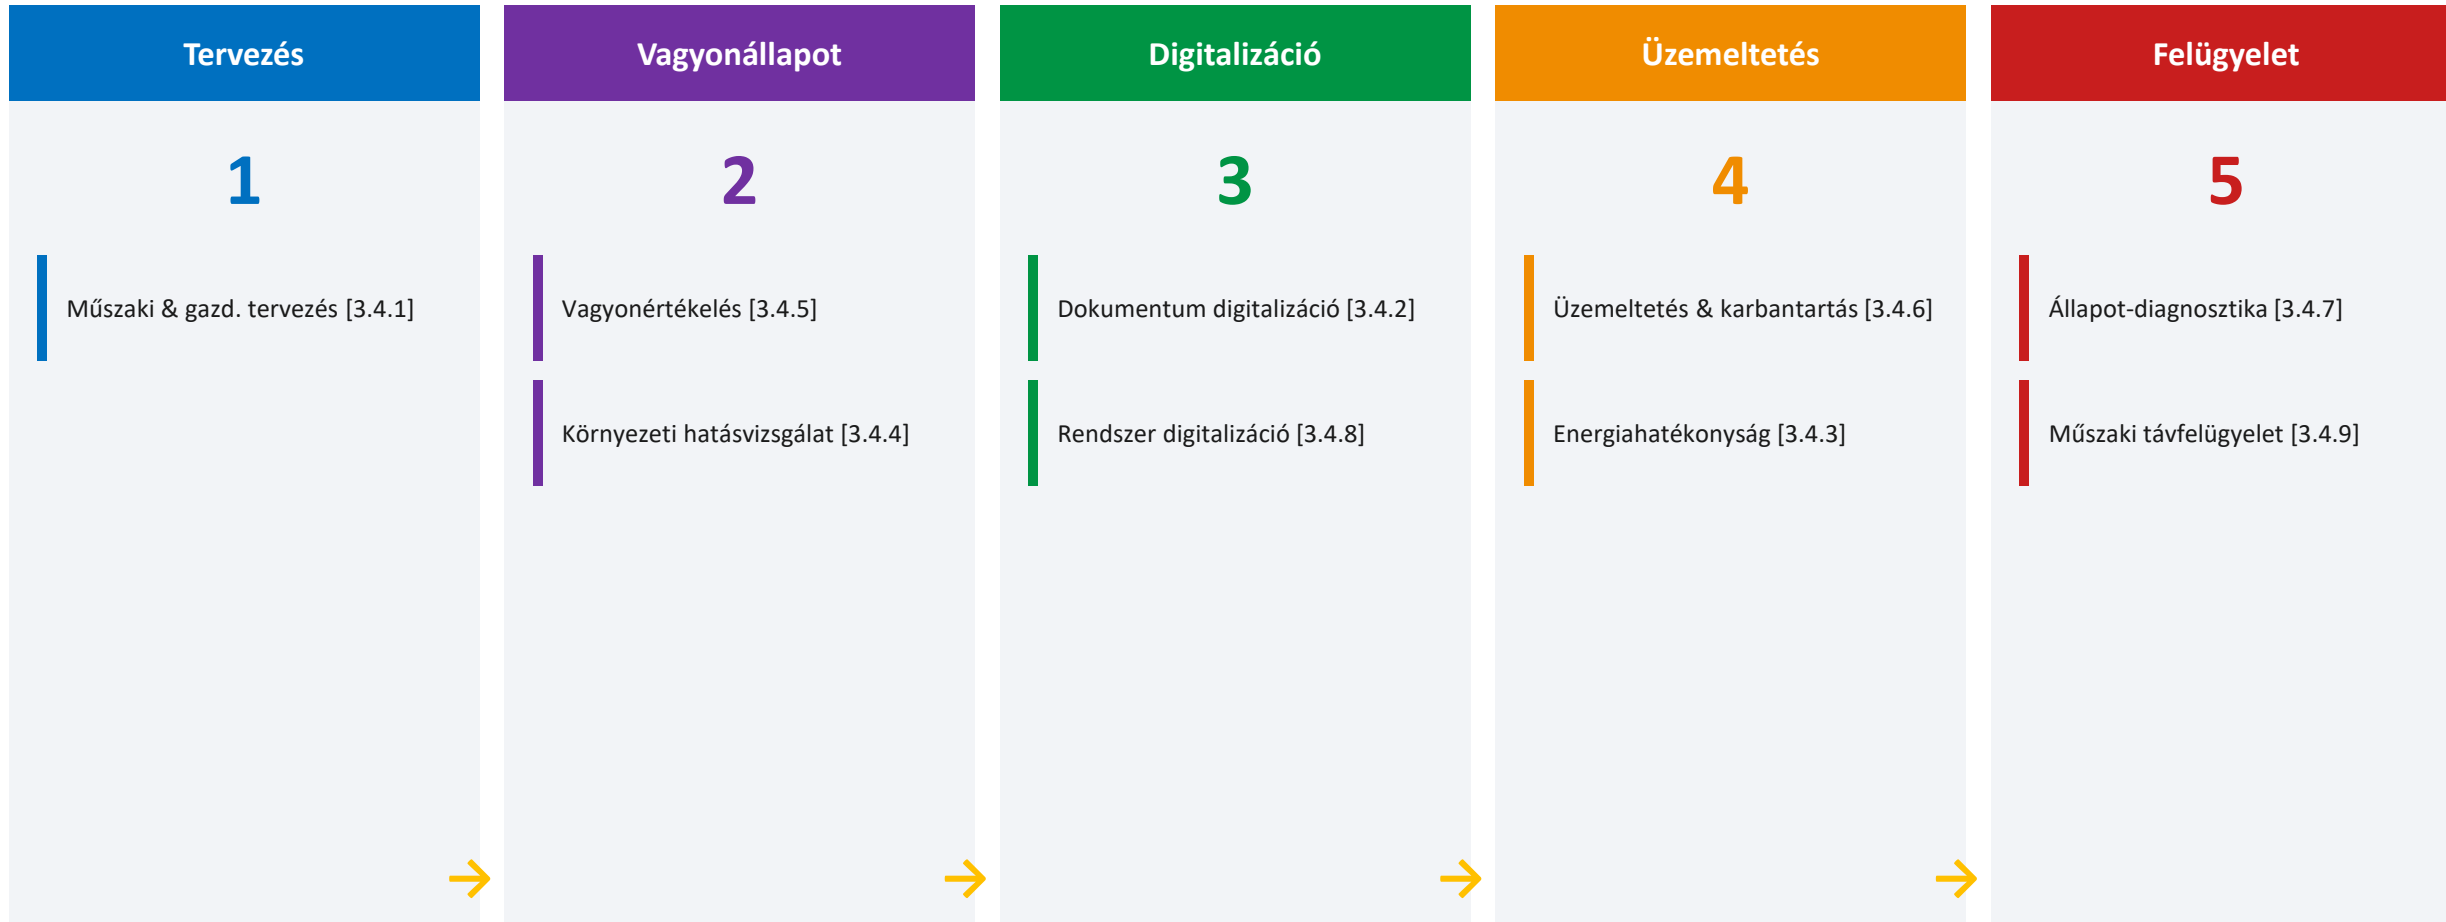 Tervezés
1
Műszaki & gazd. tervezés [3.4.1]
Vagyonállapot
2
Vagyonértékelés [3.4.5]
Környezeti hatásvizsgálat [3.4.4]
Digitalizáció
3
Dokumentum digitalizáció [3.4.2]
Rendszer digitalizáció [3.4.8]
Üzemeltetés
4
Üzemeltetés & karbantartás [3.4.6]
Energiahatékonyság [3.4.3]
Felügyelet
5
Állapot-diagnosztika [3.4.7]
Műszaki távfelügyelet [3.4.9]